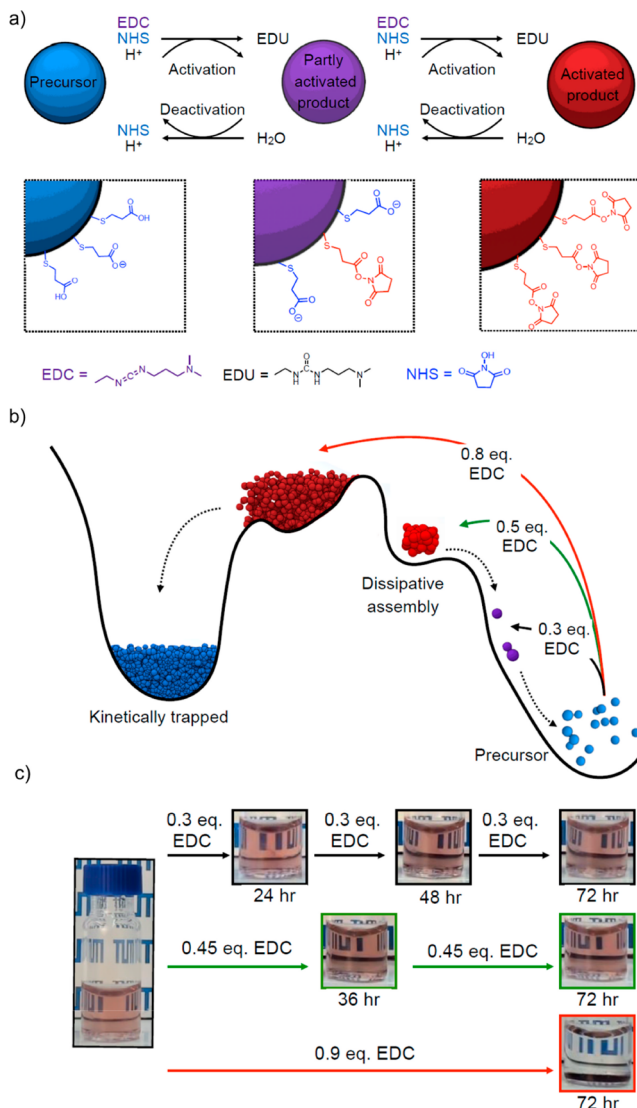 a)
EDC
NHS
H⁺
EDU
EDC
NHS
H⁺
EDU
Precursor
Activation
Partly
activated
product
Activation
Activated
product
Deactivation
Deactivation
NHS
H⁺
H₂O
NHS
H⁺
H₂O
S
O
OH
S
O
O⊖
S
O
HO
S
O
O⊖
S
O
O
N
O
O
S
O
O⊖
S
O
O-N
O
O
S
O
O-N
O
O
S
O
O-N
O
O
EDC =
N=C=N
N
EDU =
O
N
H
N
H
N
NHS =
OH
O
N
O
b)
0.8 eq.
EDC
0.5 eq.
EDC
Dissipative
assembly
0.3 eq.
EDC
Kinetically trapped
Precursor
c)
0.3 eq.
EDC
0.3 eq.
EDC
0.3 eq.
EDC
24 hr
48 hr
72 hr
0.45 eq. EDC
0.45 eq. EDC
36 hr
72 hr
0.9 eq. EDC
72 hr